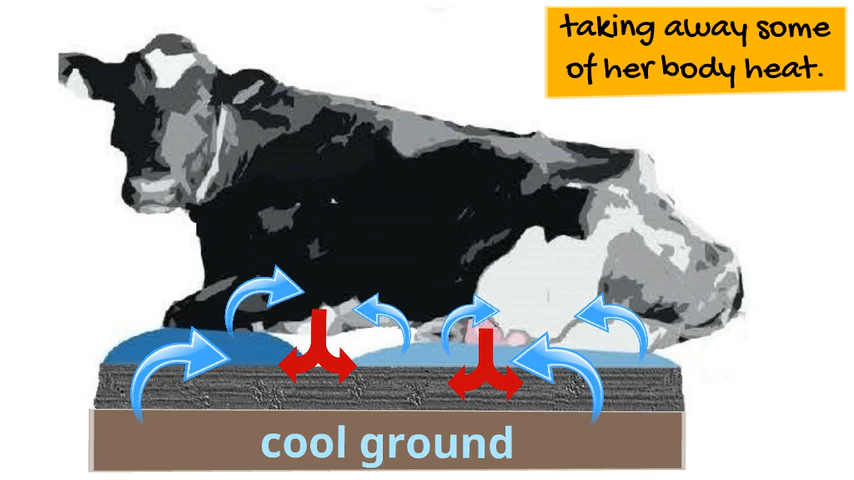 taking away some
of her body heat.
cool ground